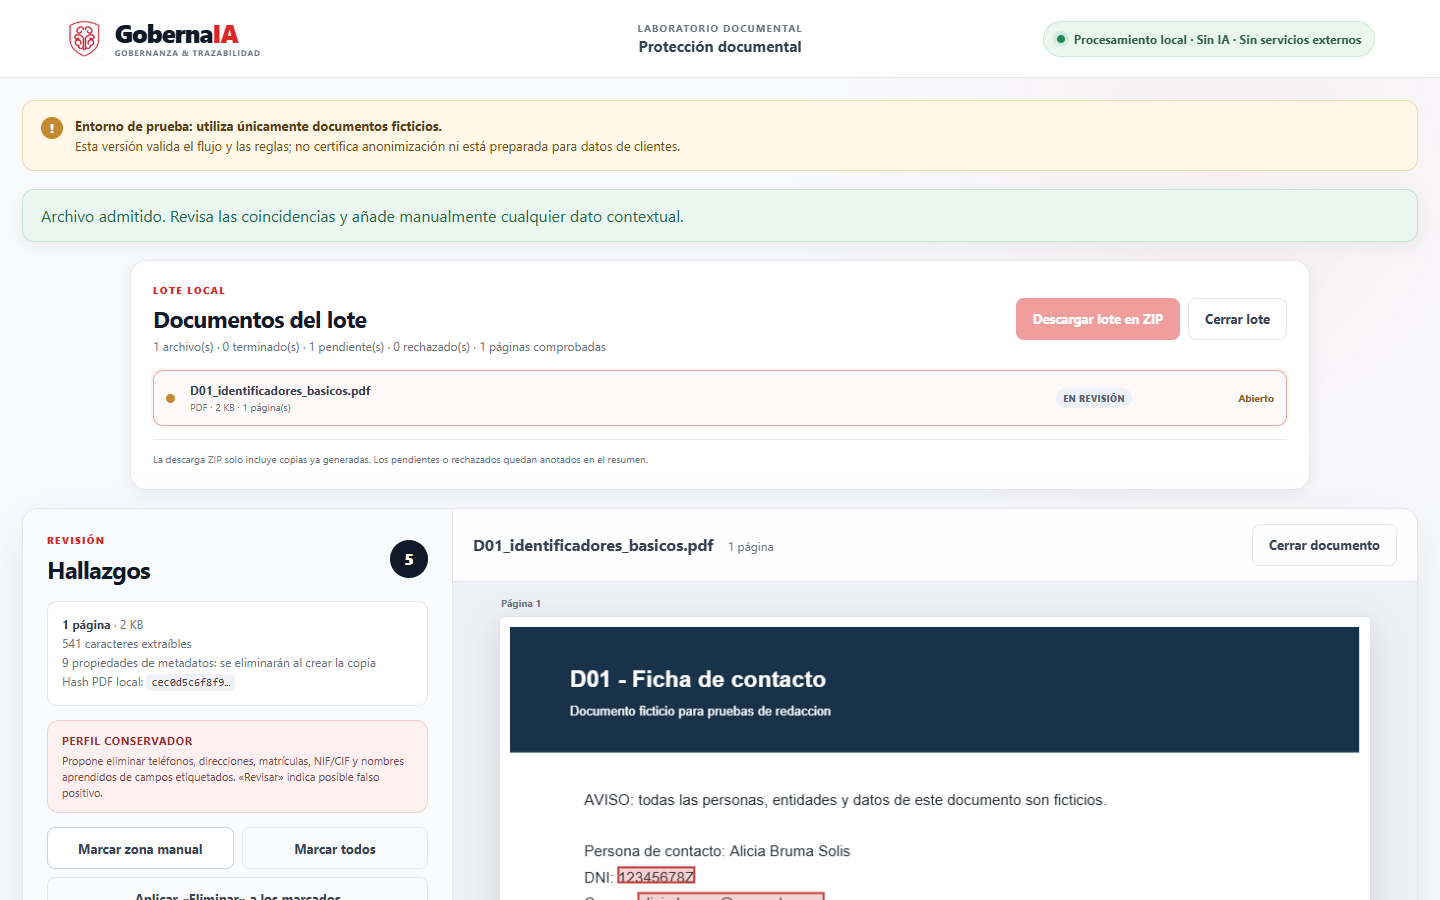 GobernaIA
GOBERNANZA & TRAZABILIDAD
LABORATORIO DOCUMENTAL
Protección documental
Procesamiento local · Sin IA · Sin servicios externos
!
Entorno de prueba: utiliza únicamente documentos ficticios.
Esta versión valida el flujo y las reglas; no certifica anonimización ni está preparada para datos de clientes.
Archivo admitido. Revisa las coincidencias y añade manualmente cualquier dato contextual.
LOTE LOCAL
Documentos del lote
1 archivo(s) · 0 terminado(s) · 1 pendiente(s) · 0 rechazado(s) · 1 páginas comprobadas
Descargar lote en ZIP
Cerrar lote
D01_identificadores_basicos.pdf
PDF · 2 KB · 1 página(s)
EN REVISIÓN
Abierto
La descarga ZIP solo incluye copias ya generadas. Los pendientes o rechazados quedan anotados en el resumen.
REVISIÓN
Hallazgos
5
1 página · 2 KB
541 caracteres extraíbles
9 propiedades de metadatos: se eliminarán al crear la copia
Hash PDF local: cec0d5c6f8f9…
PERFIL CONSERVADOR
Propone eliminar teléfonos, direcciones, matrículas, NIF/CIF y nombres
aprendidos de campos etiquetados. «Revisar» indica posible falso
positivo.
Marcar zona manual
Marcar todos
Aplicar «Eliminar» a los marcados
D01_identificadores_basicos.pdf 1 página
Cerrar documento
Página 1
D01 - Ficha de contacto
Documento ficticio para pruebas de redaccion
AVISO: todas las personas, entidades y datos de este documento son ficticios.
Persona de contacto: Alicia Bruma Solis
DNI: 12345678Z